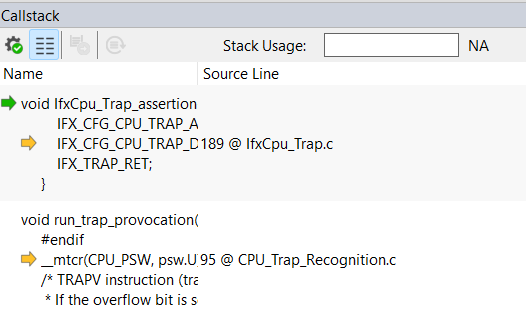 Callstack
Stack Usage: NA
Name Source Line
void IfxCpu_Trap_assertion
IFX_CFG_CPU_TRAP_A
IFX_CFG_CPU_TRAP_D 189 @ IfxCpu_Trap.c
IFX_TRAP_RET;
}
void run_trap_provocation(
#endif
__mtcr(CPU_PSW, psw.U 95 @ CPU_Trap_Recognition.c
/* TRAPV instruction (tra
* If the overflow bit is s